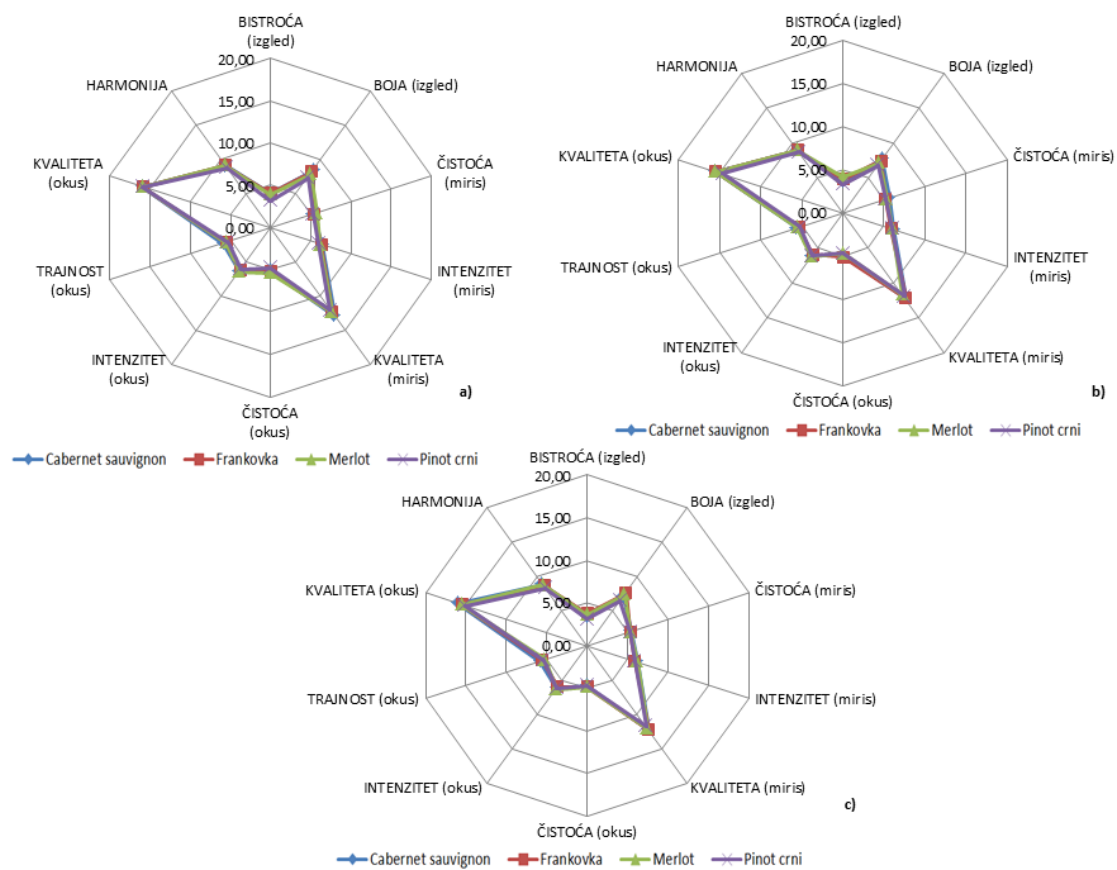 BISTROĆA
(izgled)
20,00
15,00
10,00
5,00
0,00
BOJA (izgled)
ČISTOĆA
(miris)
INTENZITET
(miris)
KVALITETA
(miris)
ČISTOĆA
(okus)
INTENZITET
(okus)
TRAJNOST
(okus)
KVALITETA
(okus)
HARMONIJA
a)
Cabernet sauvignon Frankovka Merlot Pinot crni
BISTROĆA (izgled)
20,00
15,00
10,00
5,00
0,00
BOJA (izgled)
ČISTOĆA (miris)
INTENZITET
(miris)
KVALITETA (miris)
ČISTOĆA (okus)
INTENZITET
(okus)
TRAJNOST (okus)
KVALITETA (okus)
HARMONIJA
b)
Cabernet sauvignon Frankovka Merlot Pinot crni
BISTROĆA (izgled)
20,00
15,00
10,00
5,00
0,00
BOJA (izgled)
ČISTOĆA (miris)
INTENZITET (miris)
KVALITETA (miris)
ČISTOĆA (okus)
INTENZITET (okus)
TRAJNOST (okus)
KVALITETA (okus)
HARMONIJA
c)
Cabernet sauvignon Frankovka Merlot Pinot crni